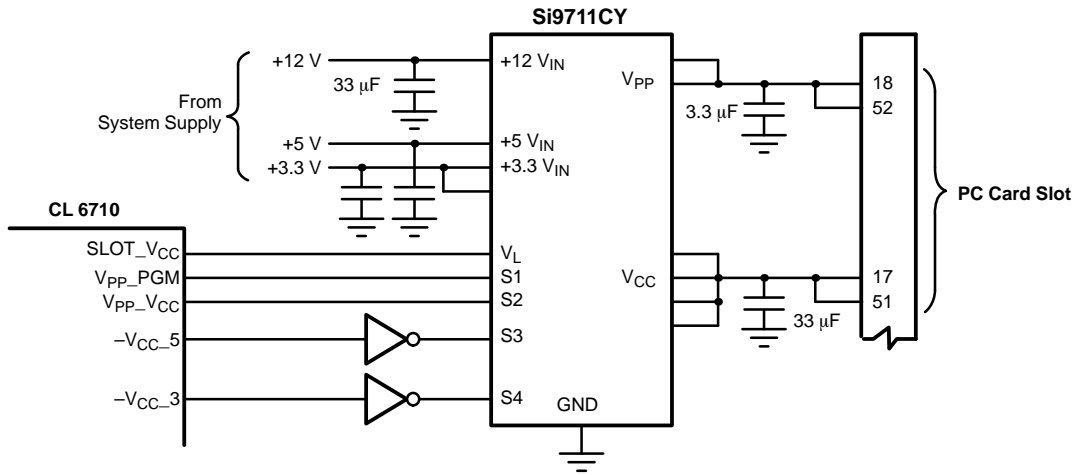 Si9711CY
+12 V
+12 VIN
33 µF
From
System Supply
+5 V
+5 VIN
+3.3 V
+3.3 VIN
VPP
3.3 µF
18
52
PC Card Slot
CL 6710
SLOT_VCC
VL
VPP_PGM
S1
VPP_VCC
S2
–VCC_5
S3
–VCC_3
S4
VCC
33 µF
17
51
GND